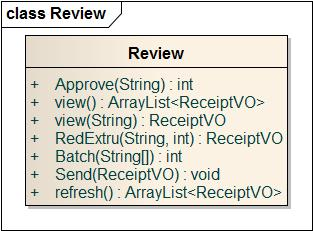 class Review
Review
+ Approve(String) : int
+ view() : ArrayList<ReceiptVO>
+ view(String) : ReceiptVO
+ RedExtru(String, int) : ReceiptVO
+ Batch(String[]) : int
+ Send(ReceiptVO) : void
+ refresh() : ArrayList<ReceiptVO>